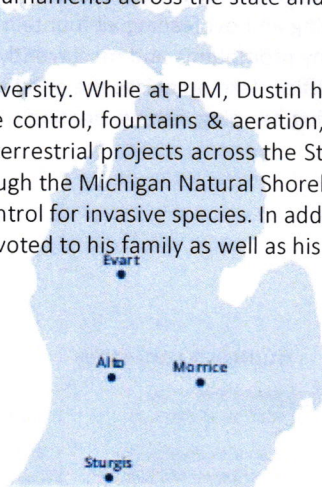 ournaments across the state and
versity. While at PLM, Dustin h
e control, fountains & aeration,
errestrial projects across the St
ugh the Michigan Natural Shorel
ntrol for invasive species. In add
voted to his family as well as his
Evart
Alto
Morrice
Sturgis